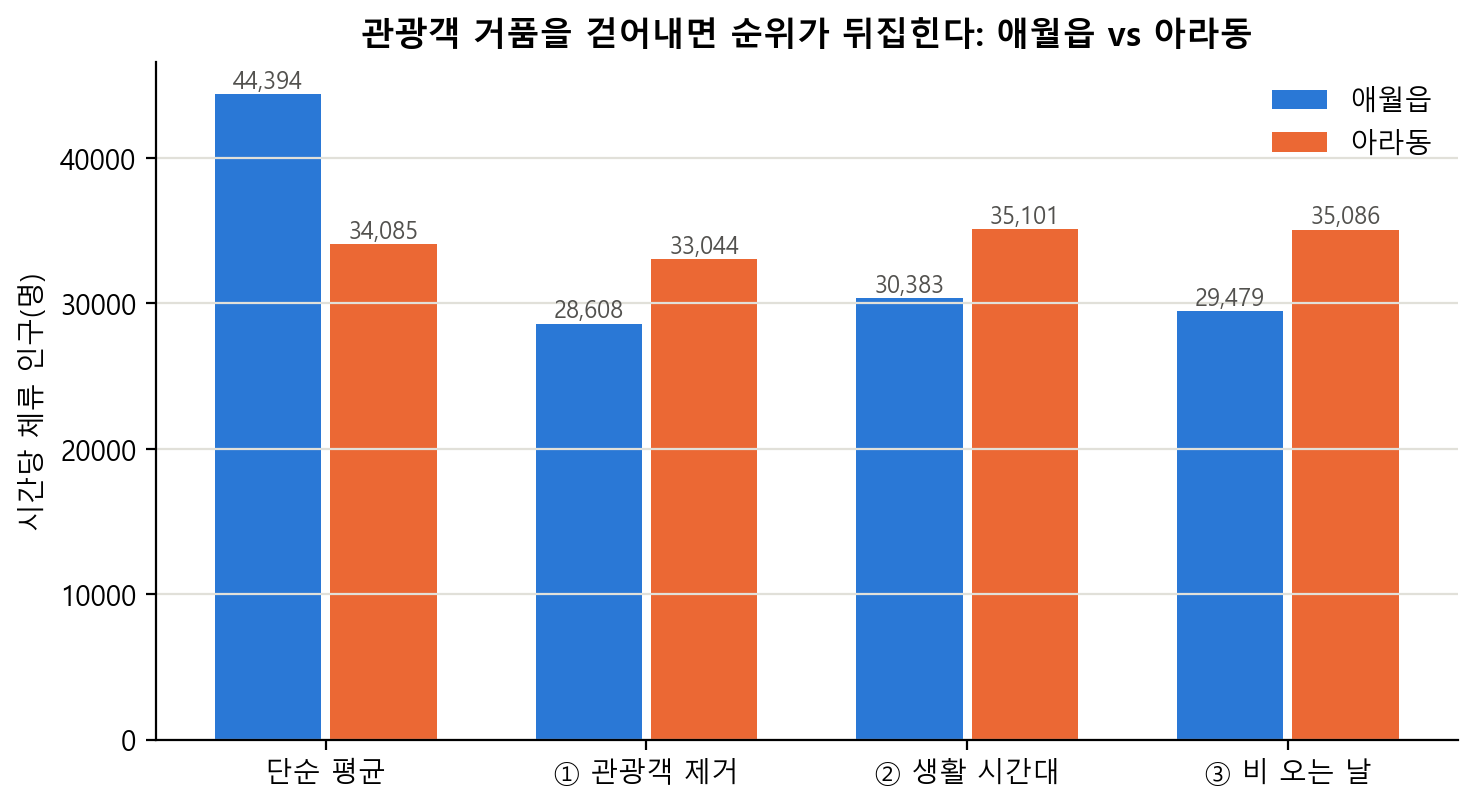 관광객 거품을 걷어내면 순위가 뒤집힌다: 애월읍 vs 아라동
애월읍
아라동
시간당 체류 인구(명)
40000
30000
20000
10000
0
44,394
34,085
28,608
33,044
30,383
35,101
29,479
35,086
단순 평균
① 관광객 제거
② 생활 시간대
③ 비 오는 날